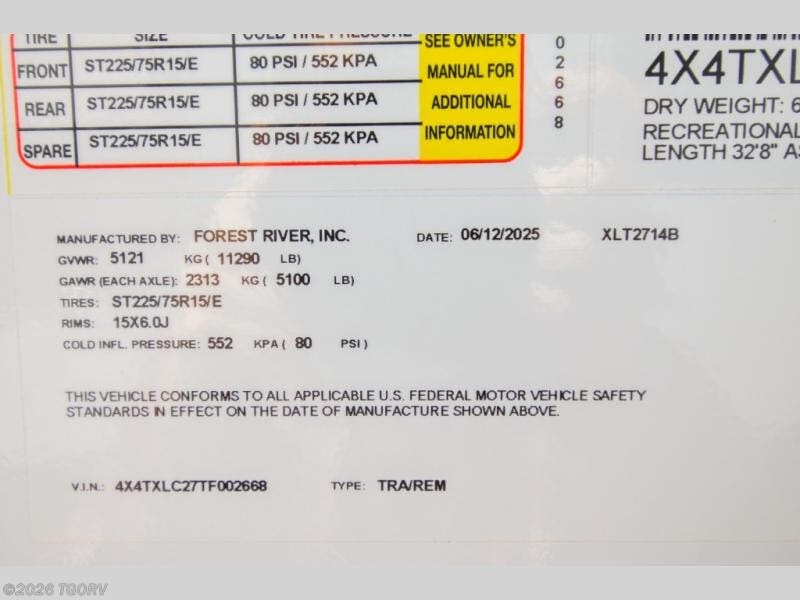 TIRE SIZE COLD TIRE PRESSURE
FRONT ST225/75R15/E 80 PSI / 552 KPA
REAR ST225/75R15/E 80 PSI / 552 KPA
SPARE ST225/75R15/E 80 PSI / 552 KPA
SEE OWNER'S
MANUAL FOR
ADDITIONAL
INFORMATION
0
2
6
6
8
4X4TXL
DRY WEIGHT: 6
RECREATIONAL
LENGTH 32'8" AS
MANUFACTURED BY: FOREST RIVER, INC. DATE: 06/12/2025 XLT2714B
GVWR: 5121 KG ( 11290 LB)
GAWR (EACH AXLE): 2313 KG ( 5100 LB)
TIRES: ST225/75R15/E
RIMS: 15X6.0J
COLD INFL. PRESSURE: 552 KPA ( 80 PSI )
THIS VEHICLE CONFORMS TO ALL APPLICABLE U.S. FEDERAL MOTOR VEHICLE SAFETY
STANDARDS IN EFFECT ON THE DATE OF MANUFACTURE SHOWN ABOVE.
V.I.N.: 4X4TXLC27TF002668 TYPE: TRA/REM
©2026 TGORV